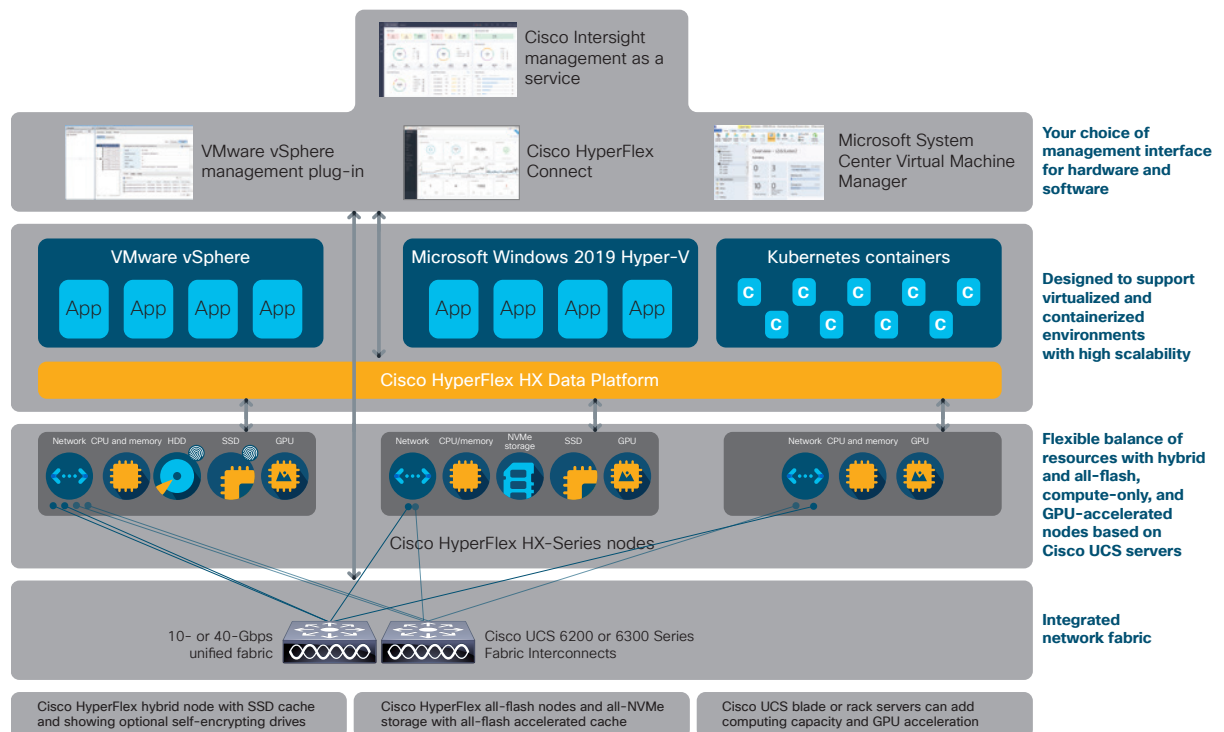 Cisco Intersight
management as a
service
VMware vSphere
management plug-in
Cisco HyperFlex
Connect
Microsoft System
Center Virtual Machine
Manager
Your choice of
management interface
for hardware and
software
VMware vSphere
App App App App
Microsoft Windows 2019 Hyper-V
App App App App
Kubernetes containers
C C C C C
C C C C
Designed to support
virtualized and
containerized
environments
with high scalability
Cisco HyperFlex HX Data Platform
Network CPU and memory HDD SSD GPU
Network CPU/memory NVMe storage SSD GPU
Network CPU and memory GPU
Cisco HyperFlex HX-Series nodes
Flexible balance of
resources with hybrid
and all-flash,
compute-only, and
GPU-accelerated
nodes based on
Cisco UCS servers
10- or 40-Gbps
unified fabric
Cisco UCS 6200 or 6300 Series
Fabric Interconnects
Integrated
network fabric
Cisco HyperFlex hybrid node with SSD cache
and showing optional self-encrypting drives
Cisco HyperFlex all-flash nodes and all-NVMe
storage with all-flash accelerated cache
Cisco UCS blade or rack servers can add
computing capacity and GPU acceleration